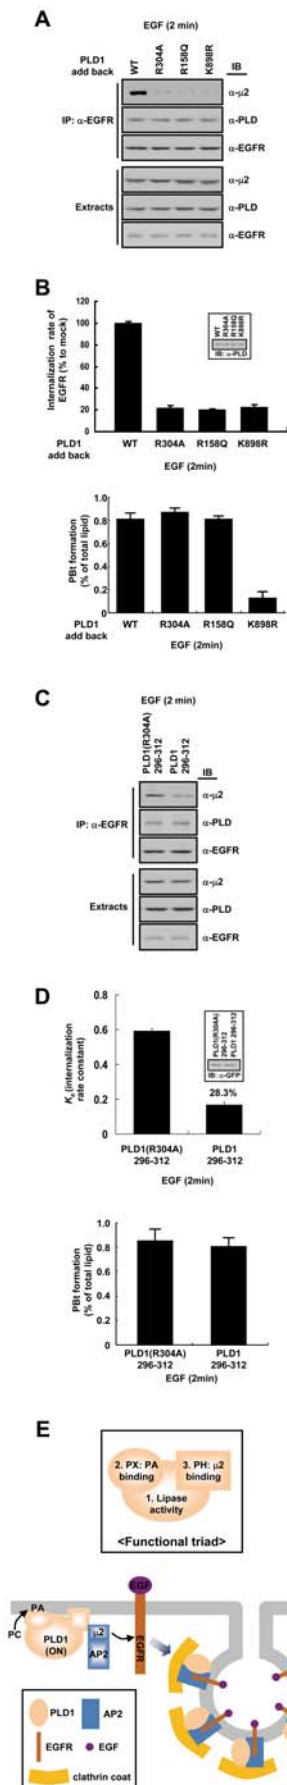 A
EGF (2 min)
PLD1 add back
WT R304A R158Q K898R
IB
IP: α-EGFR
α-μ2
α-PLD
α-EGFR
Extracts
α-μ2
α-PLD
α-EGFR
B
Internalization rate of EGFR (% to mock)
120
100
80
60
40
20
0
WT R304A R158Q K898R
IB: α-PLD
PLD1 add back
WT R304A R158Q K898R
EGF (2min)
PBt formation (% of total lipid)
1.0
0.8
0.6
0.4
0.2
0
PLD1 add back
WT R304A R158Q K898R
EGF (2min)
C
EGF (2 min)
PLD1(R304A) 296-312
PLD1 296-312
IB
IP: α-EGFR
α-μ2
α-PLD
α-EGFR
Extracts
α-μ2
α-PLD
α-EGFR
D
(internalization rate constant)
0.8
0.6
0.4
0.2
0
PLD1(R304A) 296-312
PLD1 296-312
IB: α-GFP
28.3%
PLD1(R304A) 296-312
PLD1 296-312
EGF (2min)
PBt formation (% of total lipid)
1.0
0.8
0.6
0.4
0.2
0
PLD1(R304A) 296-312
PLD1 296-312
EGF (2min)
E
2. PX: PA binding
3. PH: μ2 binding
1. Lipase activity
<Functional triad>
EGF
PA
PC
PLD1 (ON)
μ2
AP2
EGFR
PLD1
AP2
EGFR
EGF
clathrin coat